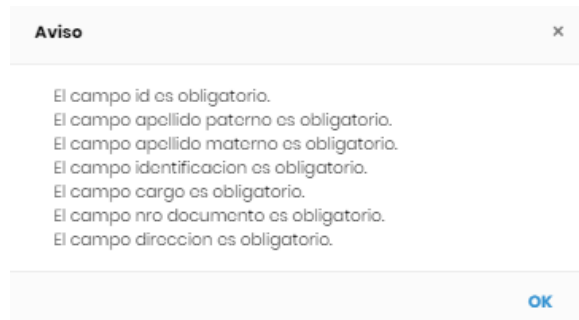 Aviso ×
El campo id es obligatorio.
El campo apellido paterno es obligatorio.
El campo apellido materno es obligatorio.
El campo identificacion es obligatorio.
El campo cargo es obligatorio.
El campo nro documento es obligatorio.
El campo direccion es obligatorio.
OK